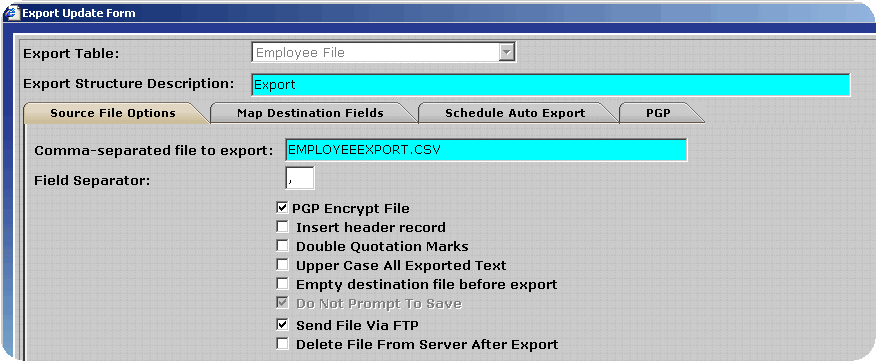 Export Update Form
Export Table: Employee File
Export Structure Description: Export
Source File Options Map Destination Fields Schedule Auto Export PGP
Comma-separated file to export: EMPLOYEEEXPORT.CSV
Field Separator: ,
PGP Encrypt File
Insert header record
Double Quotation Marks
Upper Case All Exported Text
Empty destination file before export
Do Not Prompt To Save
Send File Via FTP
Delete File From Server After Export